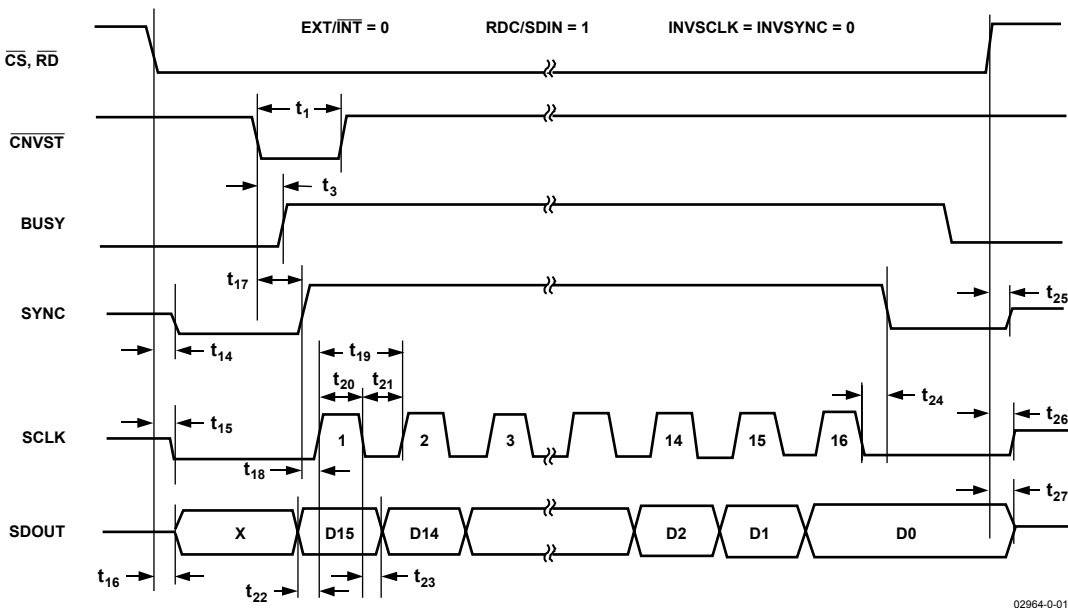 EXT/INT = 0 RDC/SDIN = 1 INVSCLK = INVSYNC = 0
CS, RD
t1
CNVST
t3
BUSY
t17
SYNC
t25
t14
t19
t20 t21
t24
t15
t26
SCLK
1 2 3 14 15 16
t18
t27
SDOUT
X D15 D14 D2 D1 D0
t16
t22
t23
02964-0-01